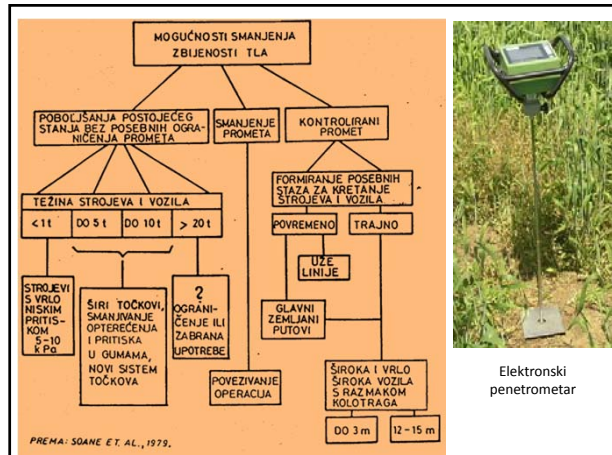 MOGUĆNOSTI SMANJENJA
ZBIJENOSTI TLA
POBOLJŠANJA POSTOJEĆEG
STANJA BEZ POSEBNIH OGRA-
NIČENJA PROMETA
SMANJENJE
PROMETA
KONTROLIRANI
PROMET
TEŽINA STROJEVA I VOZILA
<1t
DO 5t
DO 10t
> 20t
FORMIRANJE POSEBNIH
STAZA ZA KRETANJE
STROJEVA I VOZILA
POVREMENO
TRAJNO
UŽE
LINIJE
GLAVNI
ZEMLJANI
PUTOVI
STROJEVI
S VRLO
NISKIM
PRITIS-
KOM
5-10
kPa
ŠIRI TOČKOVI,
SMANJIVANJE
OPTEREĆENJA
I PRITISKA
U GUMAMA,
NOVI SISTEM
TOČKOVA
?
OGRANI-
ČENJE ILI
ZABRANA
UPOTREBE
POVEZIVANJE
OPERACIJA
ŠIROKA I VRLO
ŠIROKA VOZILA
S RAZMAKOM
KOLOTRAGA
DO 3 m
12-15 m
PREMA: SOANE ET. AL., 1979.
Elektronski
penetrometar